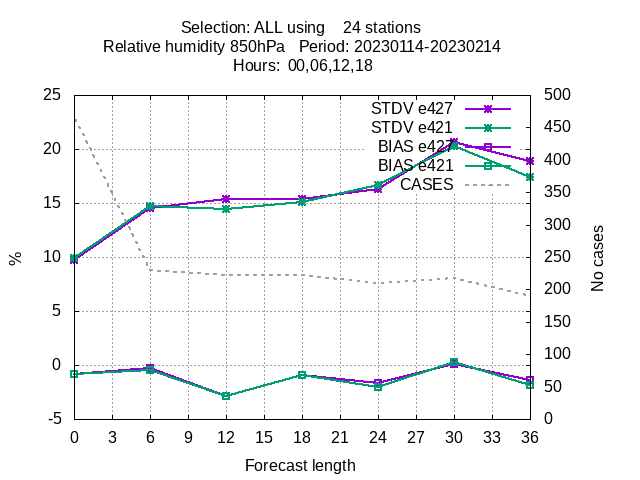 Selection: ALL using    24 stations
Relative humidity 850hPa   Period: 20230114-20230214
Hours:  00,06,12,18
25
20
15
10
5
0
-5
%
500
450
400
350
300
250
200
150
100
50
0
No cases
STDV e427
STDV e421
BIAS e427
BIAS e421
CASES
0 3 6 9 12 15 18 21 24 27 30 33 36
Forecast length